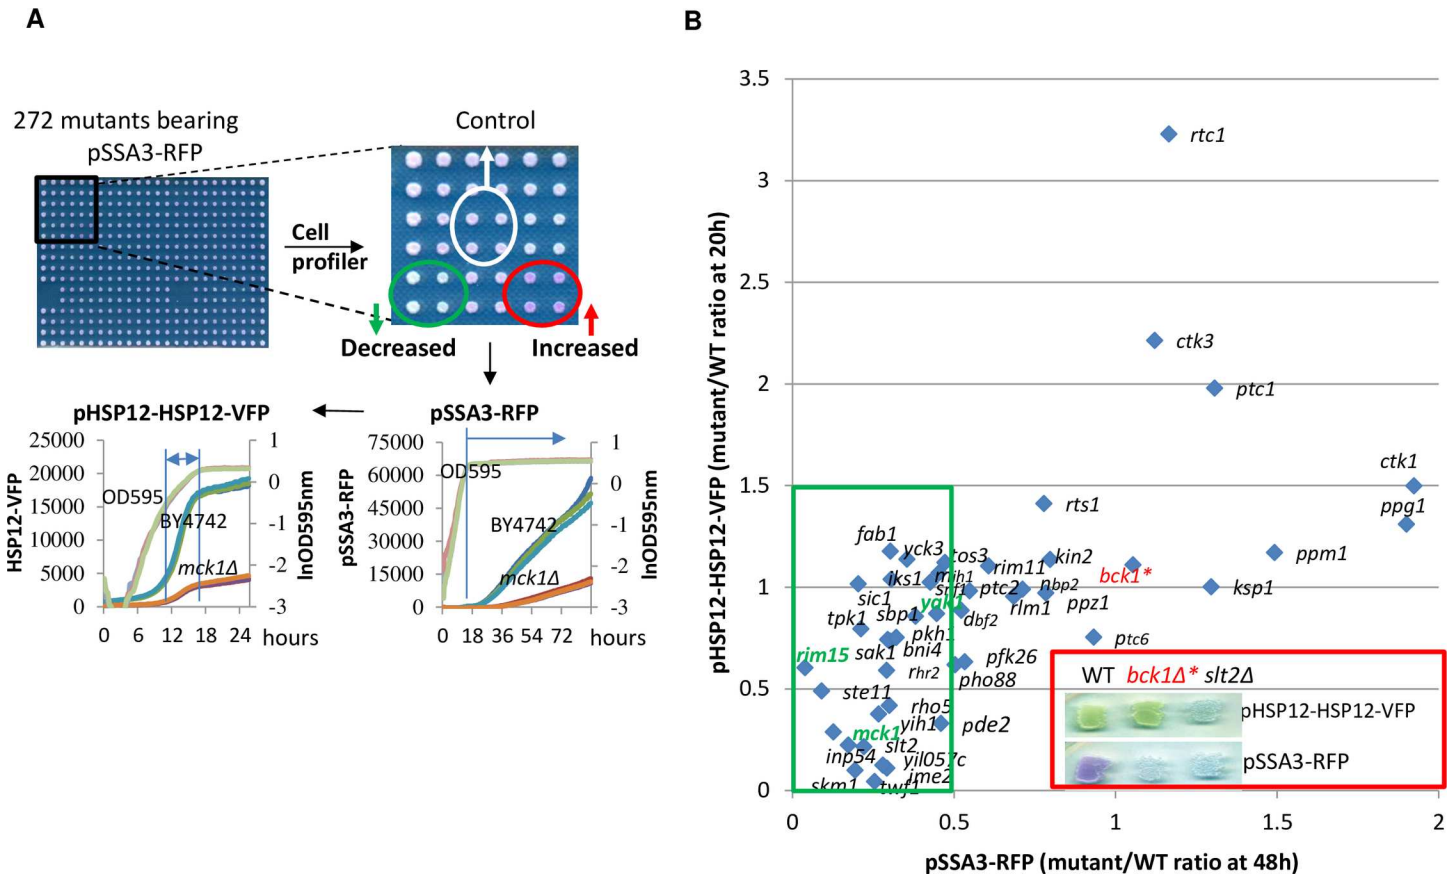 A
272 mutants bearing
pSSA3-RFP
Control
Cell
profiler
Decreased
Increased
pHSP12-HSP12-VFP
25000
20000
15000
10000
5000
0
HSP12-VFP
OD595
BY4742
mck1Δ
1
0
-1
-2
-3
lnOD595nm
0 6 12 18 24 hours
pSSA3-RFP
75000
60000
45000
30000
15000
0
pSSA3-RFP
OD595
BY4742
mck1Δ
1
0
-1
-2
-3
lnOD595nm
0 18 36 54 72 hours
B
pHSP12-HSP12-VFP (mutant/WT ratio at 20h)
3.5
3
2.5
2
1.5
1
0.5
0
rtc1
ctk3
ptc1
ctk1
ppg1
rts1
fab1
yck3
tos3
rim11
kin2
bck1*
ppm1
ksp1
iks1
mih1
snf1
ptc2
nbp2
sic1
yak1
rlm1
ppz1
tpk1
sbp1
dbf2
pkh1
ptc6
rim15
sak1
bni4
pfk26
rhr2
pho88
ste11
rho5
yih1
pde2
mck1
slt2
inp54
yil057c
ime2
skm1
twf1
WT bck1Δ* slt2Δ
pHSP12-HSP12-VFP
pSSA3-RFP
0 0.5 1 1.5 2
pSSA3-RFP (mutant/WT ratio at 48h)